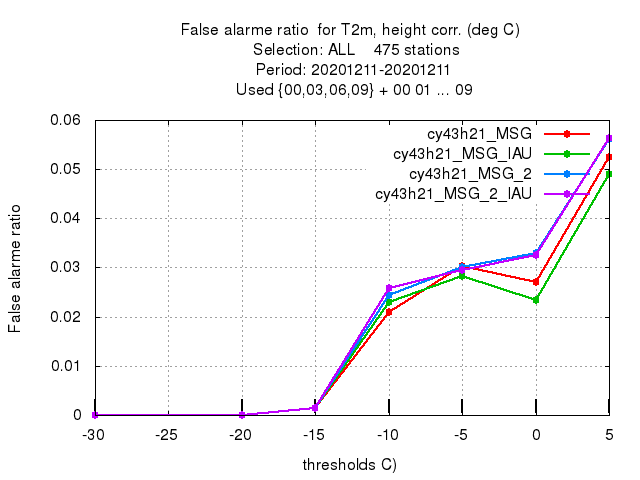 False alarme ratio  for T2m, height corr. (deg C)
Selection: ALL    475 stations
Period: 20201211-20201211
Used {00,03,06,09} + 00 01 ... 09
cy43h21_MSG
cy43h21_MSG_IAU
cy43h21_MSG_2
cy43h21_MSG_2_IAU
False alarme ratio
0.06
0.05
0.04
0.03
0.02
0.01
0
-30 -25 -20 -15 -10 -5 0 5
thresholds C)